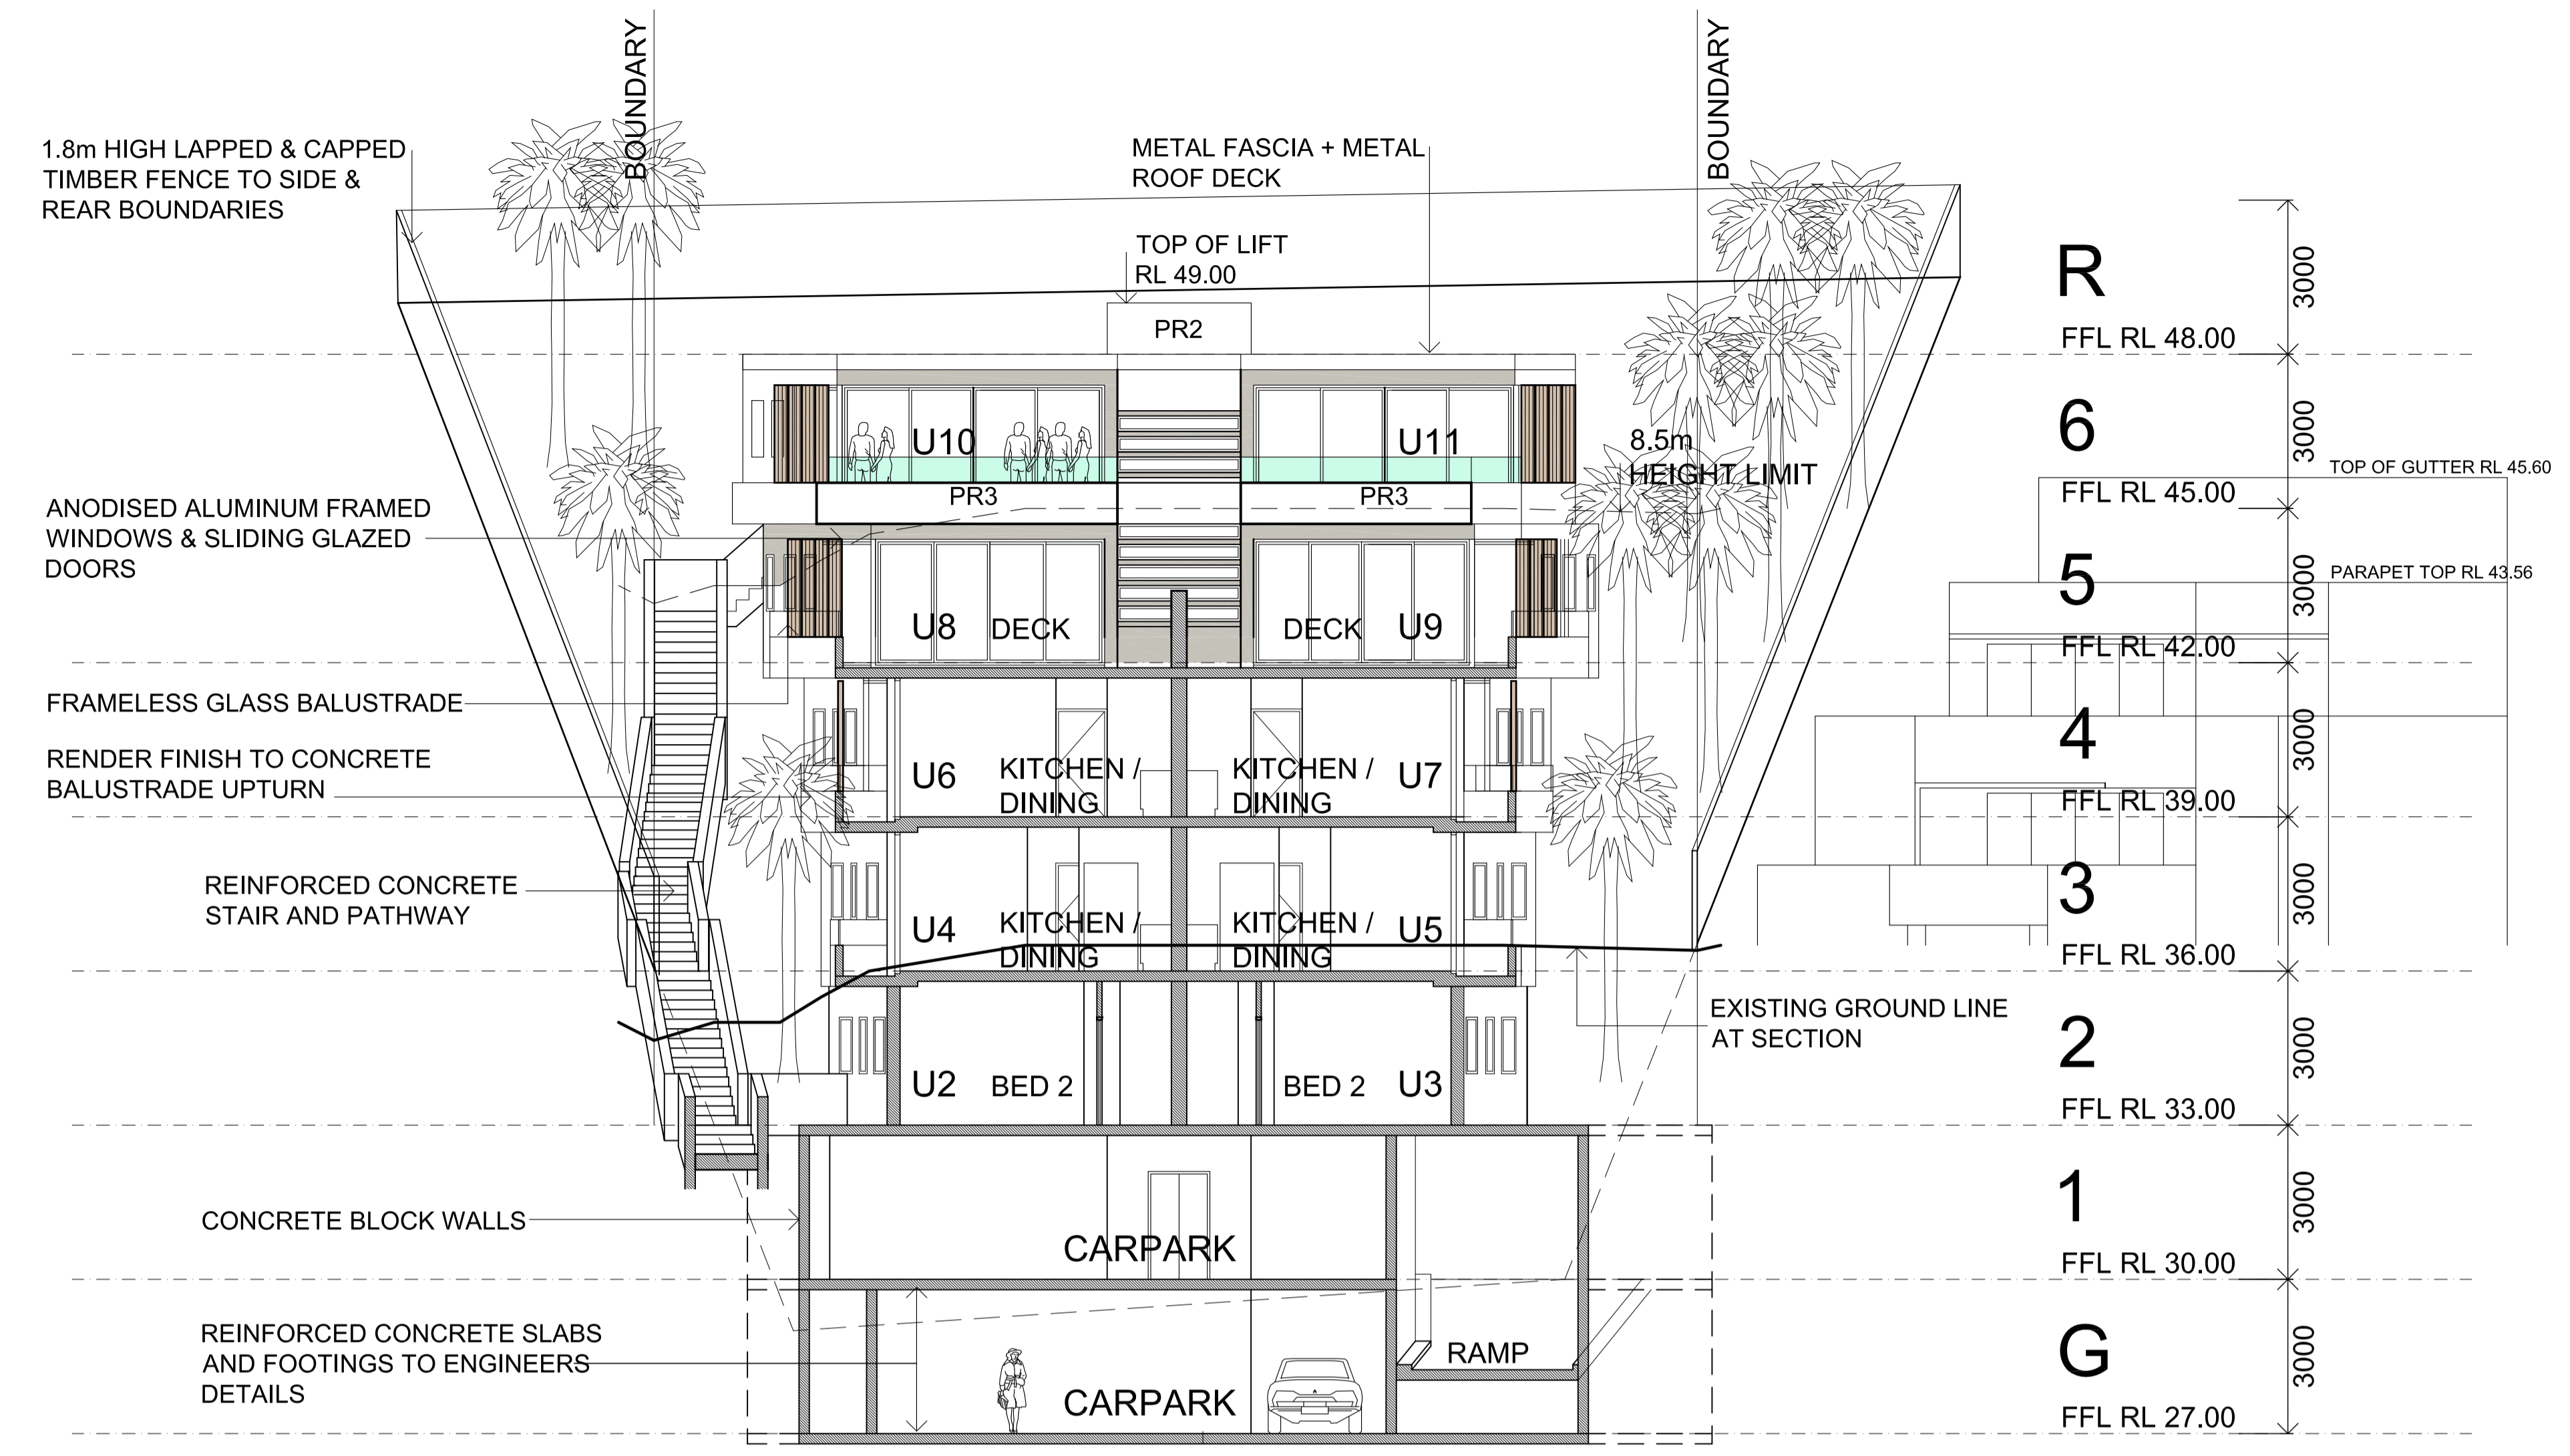 BOUNDARY
BOUNDARY
1.8m HIGH LAPPED & CAPPED
TIMBER FENCE TO SIDE &
REAR BOUNDARIES
METAL FASCIA + METAL
ROOF DECK
TOP OF LIFT
RL 49.00
PR2
R
3000
FFL RL 48.00
U10
U11
8.5m
HEIGHT LIMIT
6
3000
TOP OF GUTTER RL 45.60
PR3
PR3
FFL RL 45.00
ANODISED ALUMINUM FRAMED
WINDOWS & SLIDING GLAZED
DOORS
5
3000
PARAPET TOP RL 43.56
U8
DECK
DECK
U9
FFL RL 42.00
FRAMELESS GLASS BALUSTRADE
4
3000
RENDER FINISH TO CONCRETE
BALUSTRADE UPTURN
U6
KITCHEN /
DINING
KITCHEN /
DINING
U7
FFL RL 39.00
REINFORCED CONCRETE
STAIR AND PATHWAY
3
3000
U4
KITCHEN /
DINING
KITCHEN /
DINING
U5
FFL RL 36.00
EXISTING GROUND LINE
AT SECTION
2
3000
U2
BED 2
BED 2
U3
FFL RL 33.00
CONCRETE BLOCK WALLS
1
3000
CARPARK
FFL RL 30.00
REINFORCED CONCRETE SLABS
AND FOOTINGS TO ENGINEERS
DETAILS
RAMP
G
3000
CARPARK
FFL RL 27.00